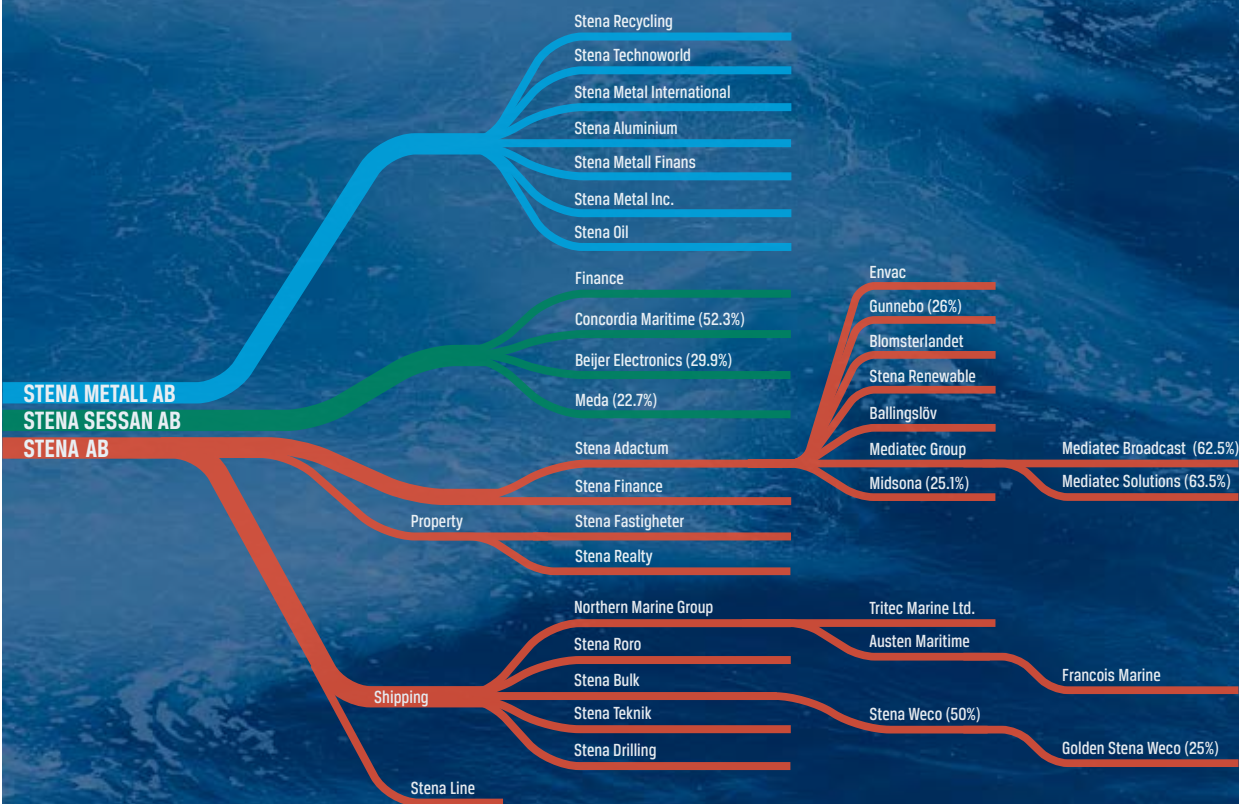 Stena Recycling
Stena Technoworld
Stena Metal International
Stena Aluminium
Stena Metall Finans
Stena Metal Inc.
Stena Oil
Finance
Concordia Maritime (52.3%)
Beijer Electronics (29.9%)
Meda (22.7%)
STENA METALL AB
STENA SESSAN AB
STENA AB
Envac
Gunnebo (26%)
Blomsterlandet
Stena Renewable
Ballingslöv
Mediatec Group
Midsona (25.1%)
Mediatec Broadcast (62.5%)
Mediatec Solutions (63.5%)
Stena Adactum
Stena Finance
Property
Stena Fastigheter
Stena Realty
Northern Marine Group
Stena Roro
Stena Bulk
Stena Teknik
Stena Drilling
Shipping
Stena Line
Tritec Marine Ltd.
Austen Maritime
Francois Marine
Stena Weco (50%)
Golden Stena Weco (25%)